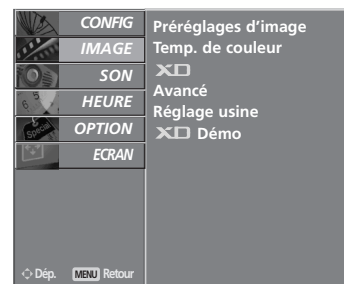 CONFIG
IMAGE
SON
HEURE
OPTION
ECRAN
Dép. MENU Retour
Préréglages d'image
Temp. de couleur
XD
Avancé
Réglage usine
XD Démo
Special